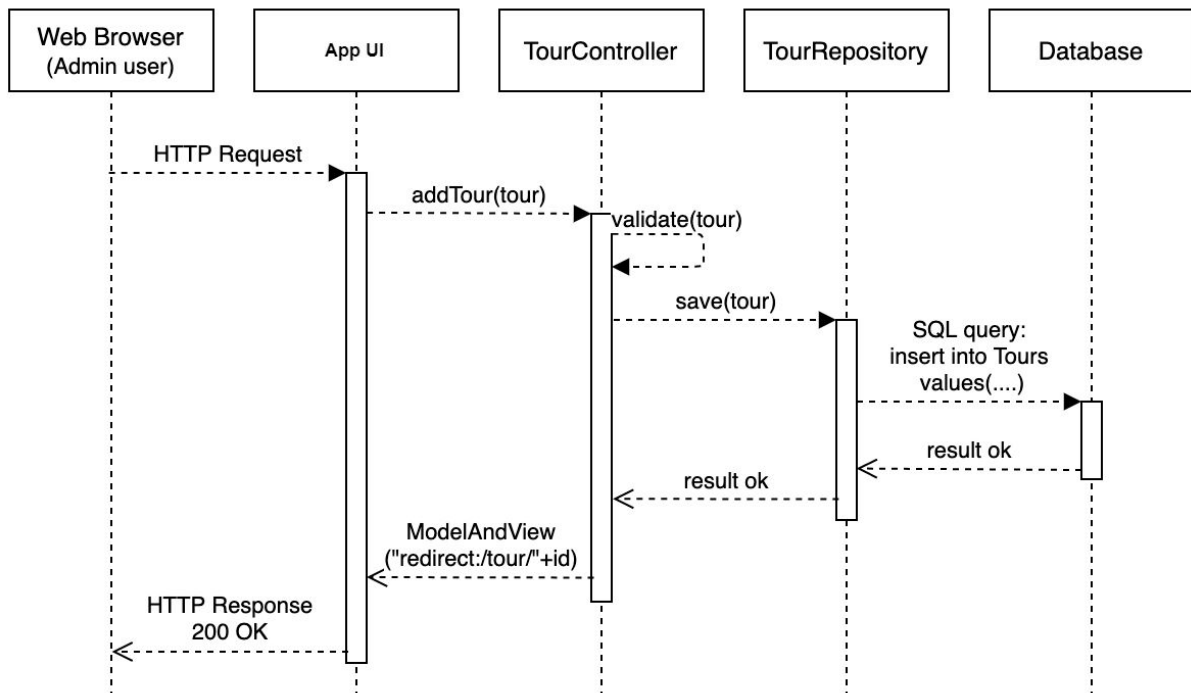 Web Browser
(Admin user)
App UI
TourController
TourRepository
Database
HTTP Request
addTour(tour)
validate(tour)
save(tour)
SQL query:
insert into Tours
values(....)
result ok
result ok
ModelAndView
("redirect:/tour/"+id)
HTTP Response
200 OK